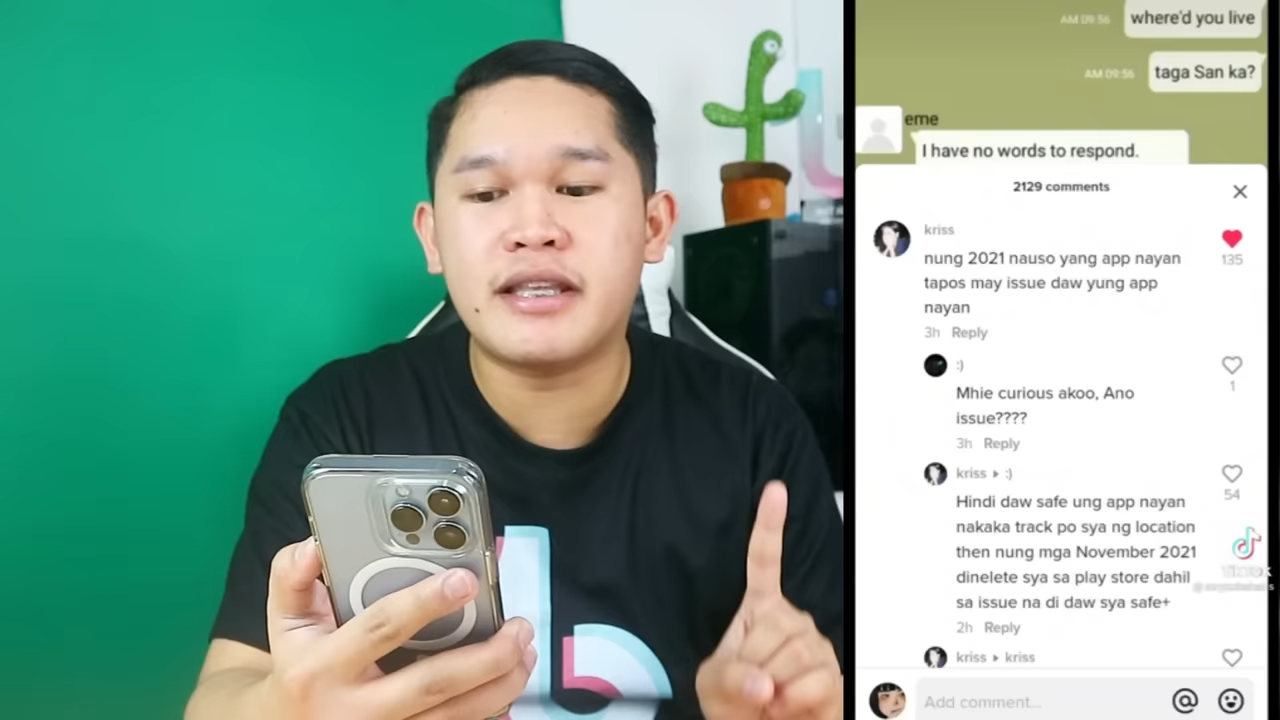 AM 09:56
where'd you live
AM 09:56
taga San ka?
eme
I have no words to respond.
2129 comments
kriss
nung 2021 nauso yang app nayan
tapos may issue daw yung app
nayan
135
3h Reply
:)
Mhie curious akoo, Ano
issue????
1
3h Reply
kriss ▸ :)
Hindi daw safe ung app nayan
nakaka track po sya ng location
then nung mga November 2021
dinelete sya sa play store dahil
sa issue na di daw sya safe+
54
2h Reply
kriss ▸ kriss
Add comment...
TikTok